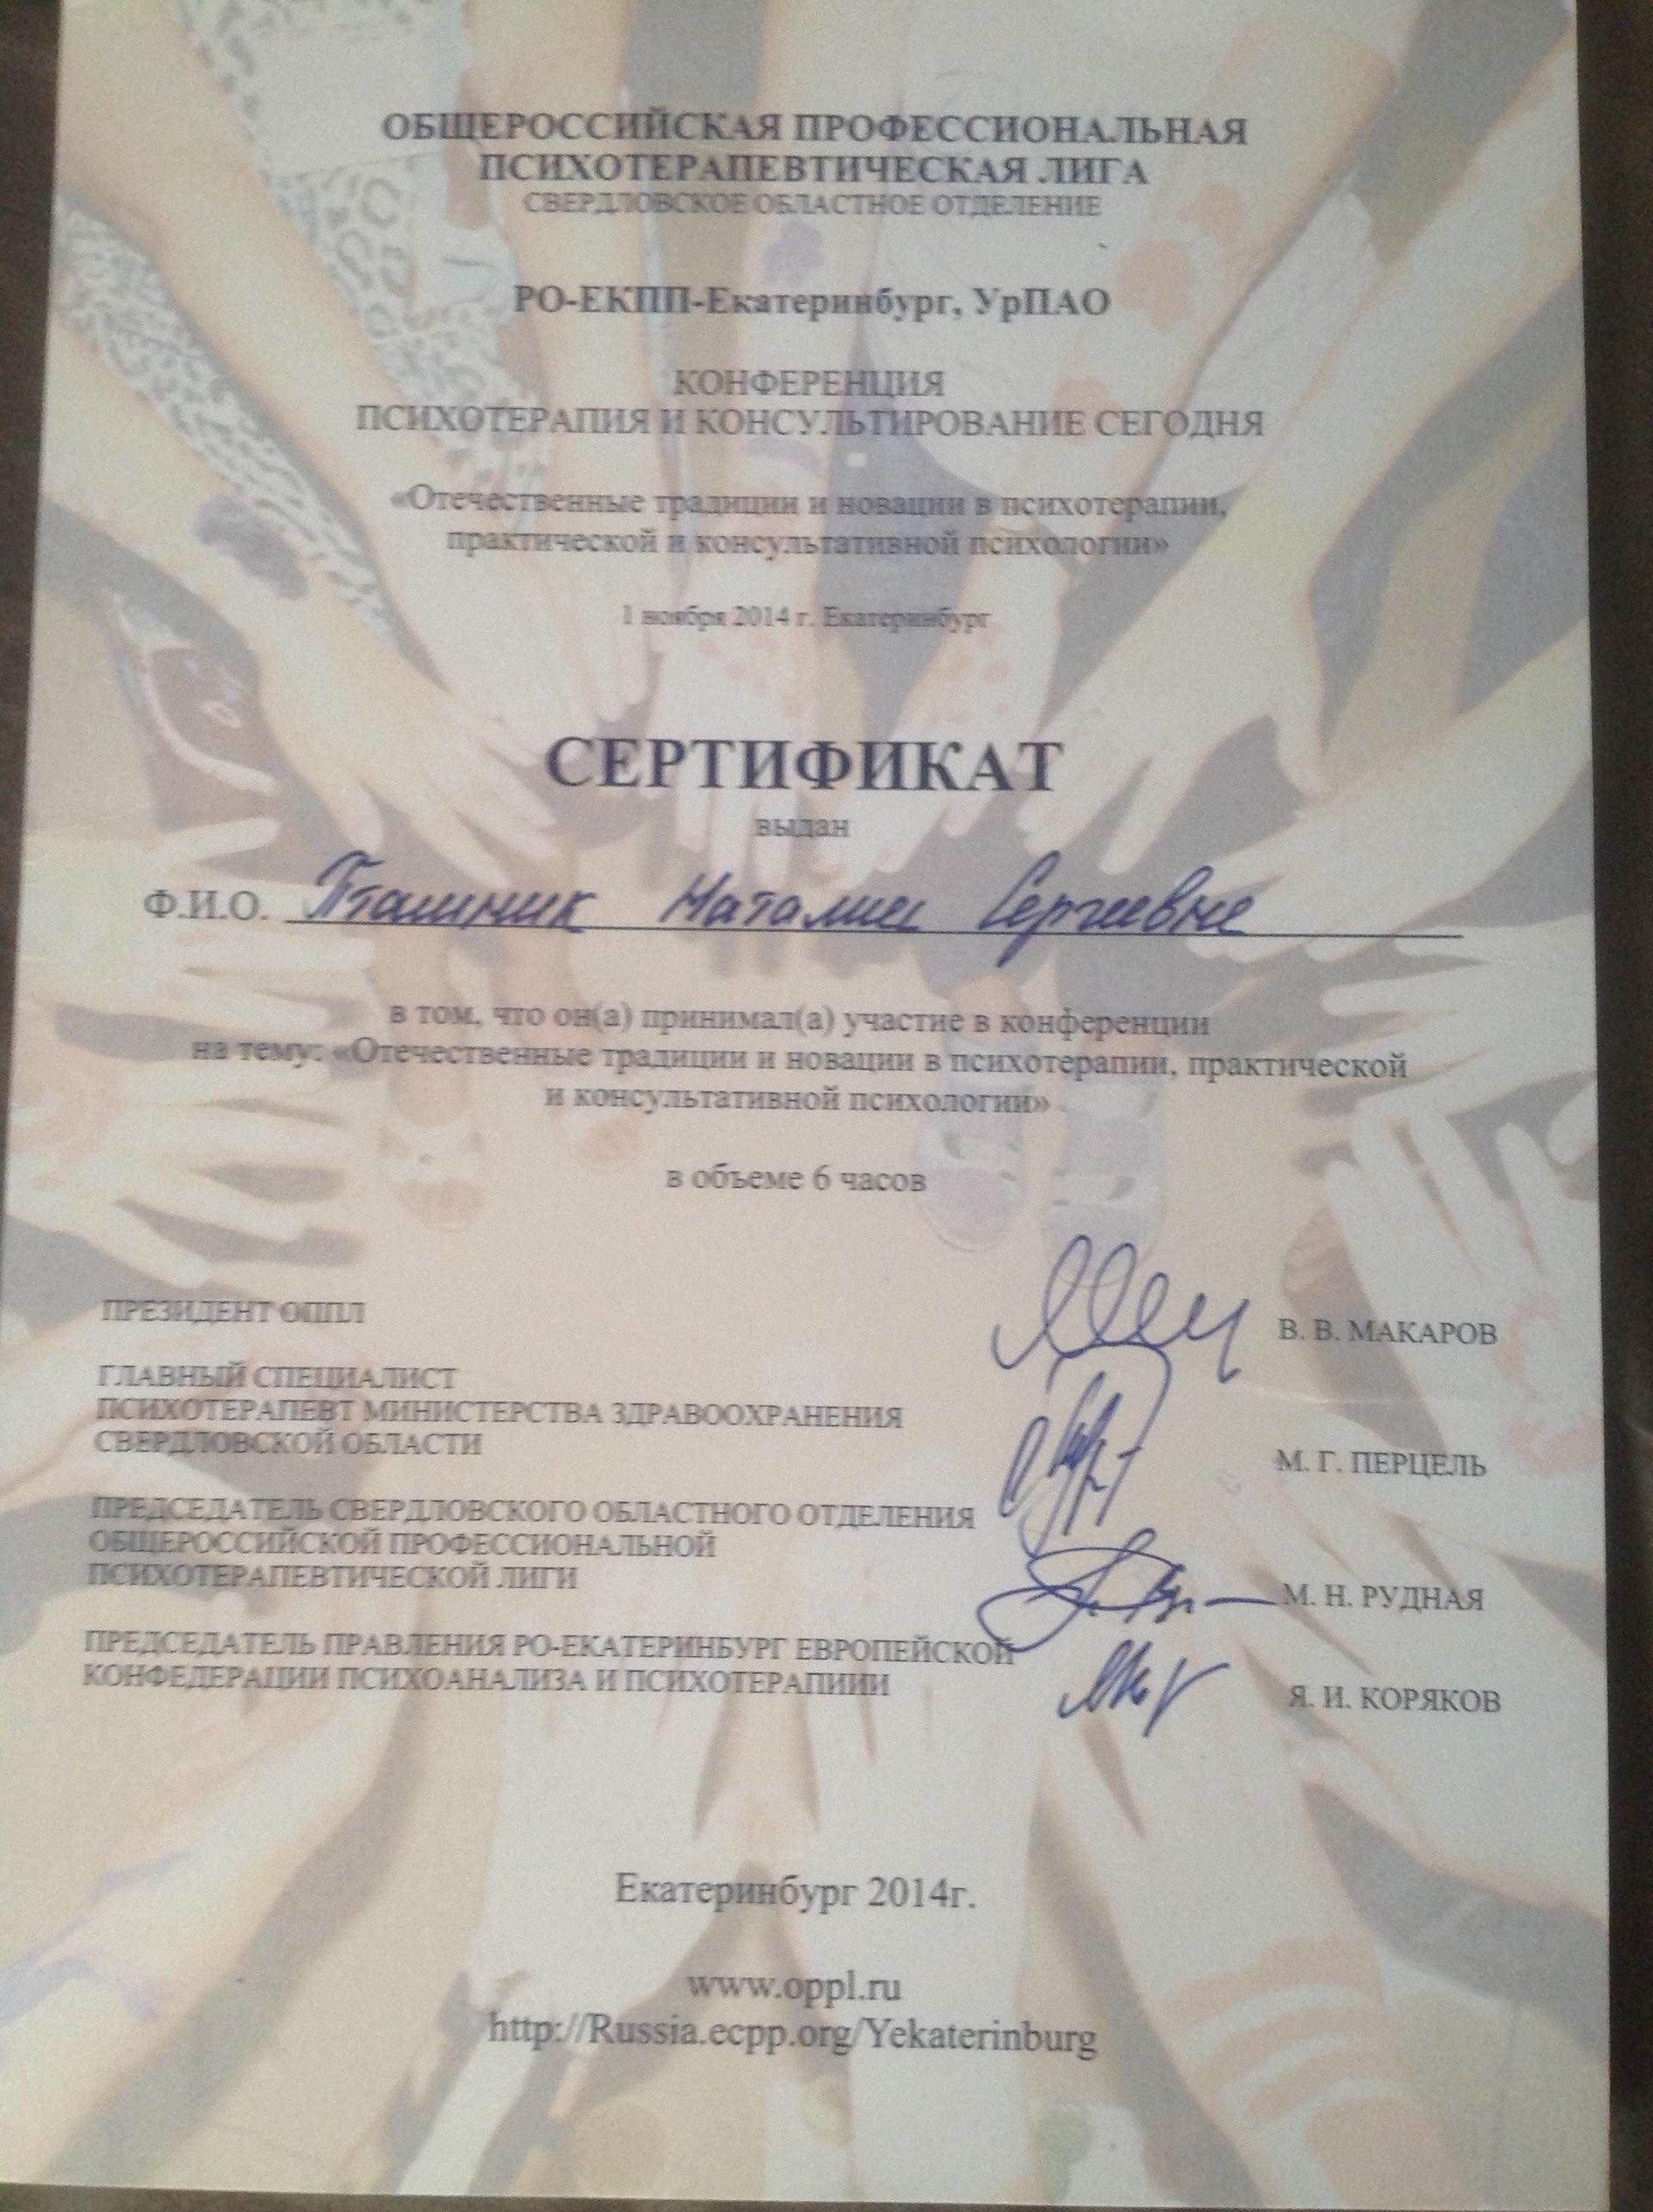 ОБЩЕРОССИЙСКАЯ ПРОФЕССИОНАЛЬНАЯ
ПСИХОТЕРАПЕВТИЧЕСКАЯ ЛИГА
СВЕРДЛОВСКОЕ ОБЛАСТНОЕ ОТДЕЛЕНИЕ
РО-ЕКПП-Екатеринбург, УрПАО
КОНФЕРЕНЦИЯ
ПСИХОТЕРАПИЯ И КОНСУЛЬТИРОВАНИЕ СЕГОДНЯ
«Отечественные традиции и новации в психотерапии,
практической и консультативной психологии»
1 ноября 2014 г. Екатеринбург
СЕРТИФИКАТ
выдан
Ф.И.О. Пташник Наталии Сергеевне
в том, что он(а) принимал(а) участие в конференции
на тему: «Отечественные традиции и новации в психотерапии, практической
и консультативной психологии»
в объеме 6 часов
ПРЕЗИДЕНТ ОППЛ В. В. МАКАРОВ
ГЛАВНЫЙ СПЕЦИАЛИСТ
ПСИХОТЕРАПЕВТ МИНИСТЕРСТВА ЗДРАВООХРАНЕНИЯ
СВЕРДЛОВСКОЙ ОБЛАСТИ М. Г. ПЕРЦЕЛЬ
ПРЕДСЕДАТЕЛЬ СВЕРДЛОВСКОГО ОБЛАСТНОГО ОТДЕЛЕНИЯ
ОБЩЕРОССИЙСКОЙ ПРОФЕССИОНАЛЬНОЙ
ПСИХОТЕРАПЕВТИЧЕСКОЙ ЛИГИ М. Н. РУДНАЯ
ПРЕДСЕДАТЕЛЬ ПРАВЛЕНИЯ РО-ЕКАТЕРИНБУРГ ЕВРОПЕЙСКОЙ
КОНФЕДЕРАЦИИ ПСИХОАНАЛИЗА И ПСИХОТЕРАПИИИ Я. И. КОРЯКОВ
Екатеринбург 2014г.
www.oppl.ru
http://Russia.ecpp.org/Yekaterinburg